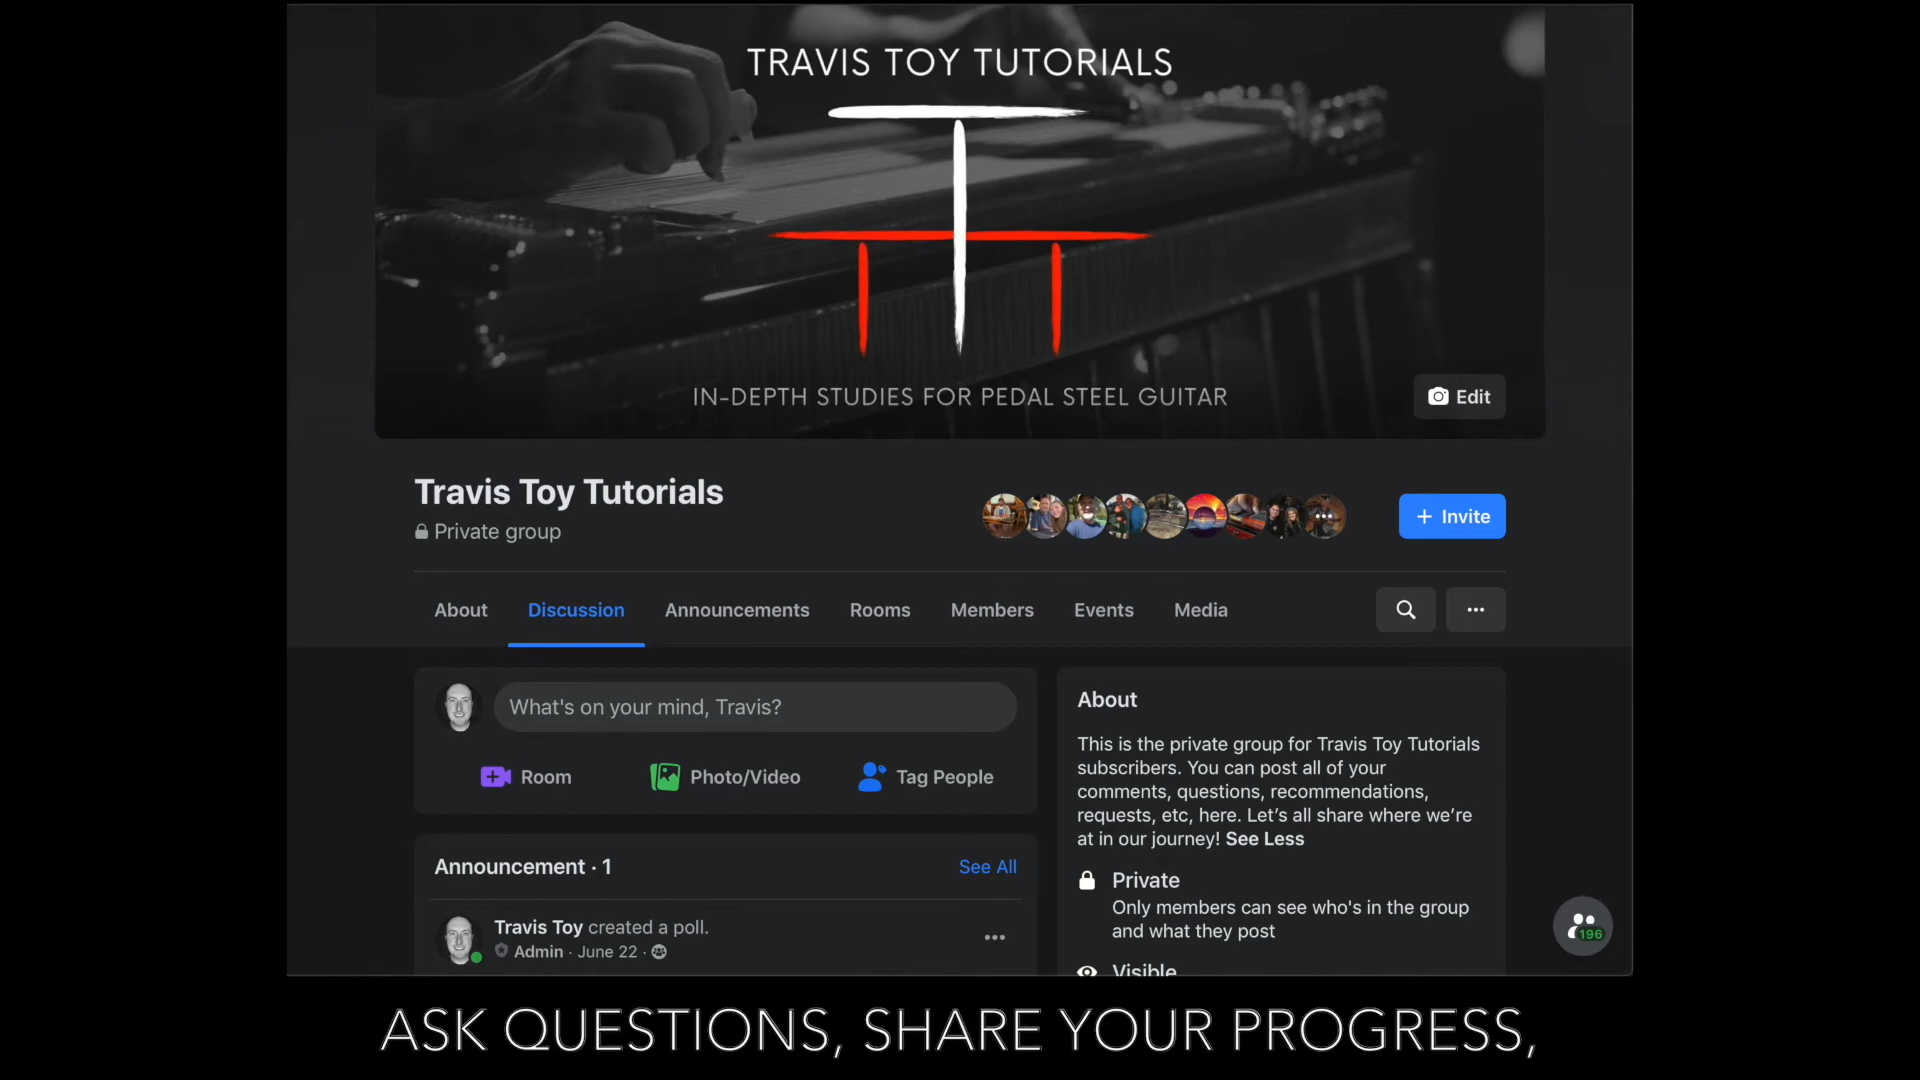 TRAVIS TOY TUTORIALS
IN-DEPTH STUDIES FOR PEDAL STEEL GUITAR
Edit
Travis Toy Tutorials
Private group
+ Invite
About
Discussion
Announcements
Rooms
Members
Events
Media
What's on your mind, Travis?
Room
Photo/Video
Tag People
Announcement · 1
See All
Travis Toy created a poll.
Admin · June 22 ·
About
This is the private group for Travis Toy Tutorials
subscribers. You can post all of your
comments, questions, recommendations,
requests, etc, here. Let’s all share where we’re
at in our journey! See Less
Private
Only members can see who's in the group
and what they post
Visible
196
ASK QUESTIONS, SHARE YOUR PROGRESS,